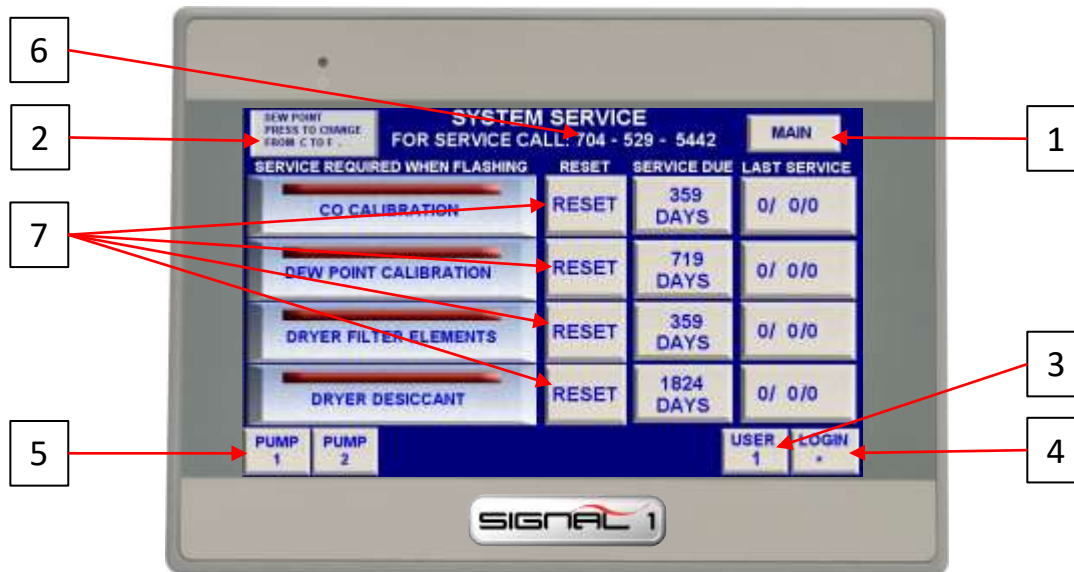 6
DEW POINT
PRESS TO CHANGE
FROM C TO F .
SYSTEM SERVICE
FOR SERVICE CALL: 704 - 529 - 5442
MAIN
2
1
SERVICE REQUIRED WHEN FLASHING RESET SERVICE DUE LAST SERVICE
CO CALIBRATION RESET 359 DAYS 0/ 0/0
7
DEW POINT CALIBRATION RESET 719 DAYS 0/ 0/0
DRYER FILTER ELEMENTS RESET 359 DAYS 0/ 0/0
3
DRYER DESICCANT RESET 1824 DAYS 0/ 0/0
5
PUMP 1
PUMP 2
USER 1
LOGIN
*
4
SIGNAL 1